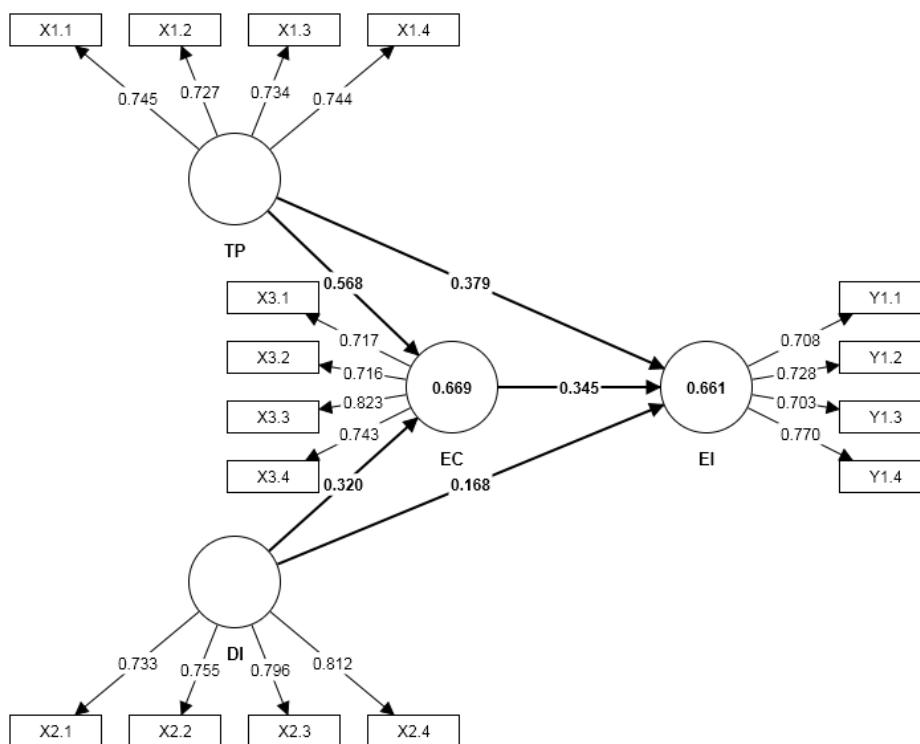 X1.1 X1.2 X1.3 X1.4
0.745 0.727 0.734 0.744
TP
0.568 0.379
X3.1 Y1.1
0.717 0.708
X3.2 Y1.2
0.716 0.728
0.669 0.345 0.661
0.823 0.703
X3.3 Y1.3
0.743 0.770
EC EI
X3.4 Y1.4
0.320 0.168
DI
0.733 0.755 0.796 0.812
X2.1 X2.2 X2.3 X2.4